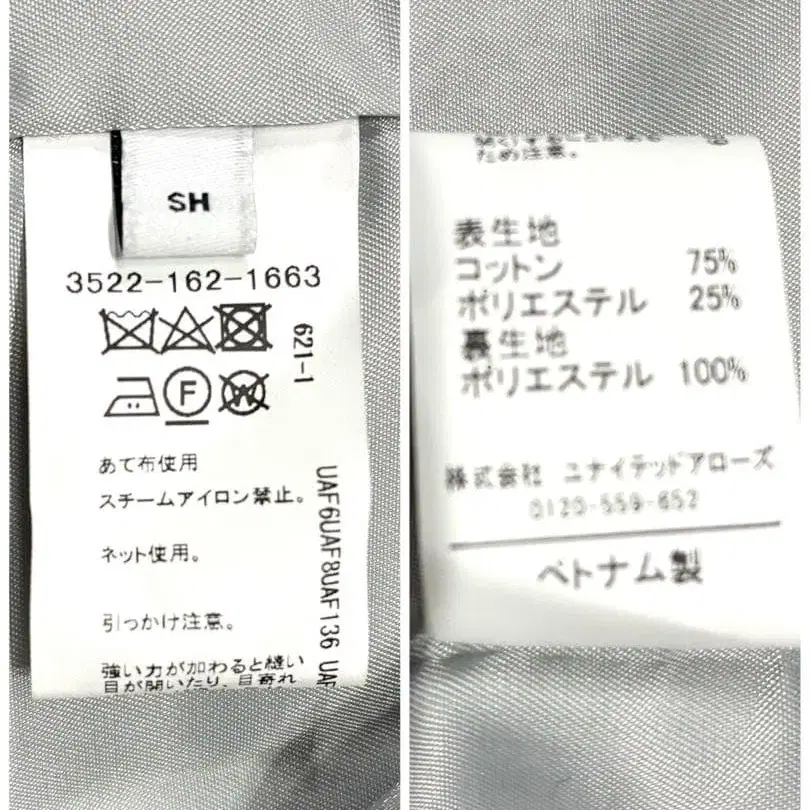 SH
3522-162-1663
621-1
F
W
あて布使用
スチームアイロン禁止。
ネット使用。
引っかけ注意。
強い力が加わると縫い
目が開いたり、目寄れ
UAF6UAF8UAF136 UAF
ため注意。
表生地
コットン 75%
ポリエステル 25%
裏生地
ポリエステル 100%
株式会社 ユナイテッドアローズ
0120-559-652
ベトナム製